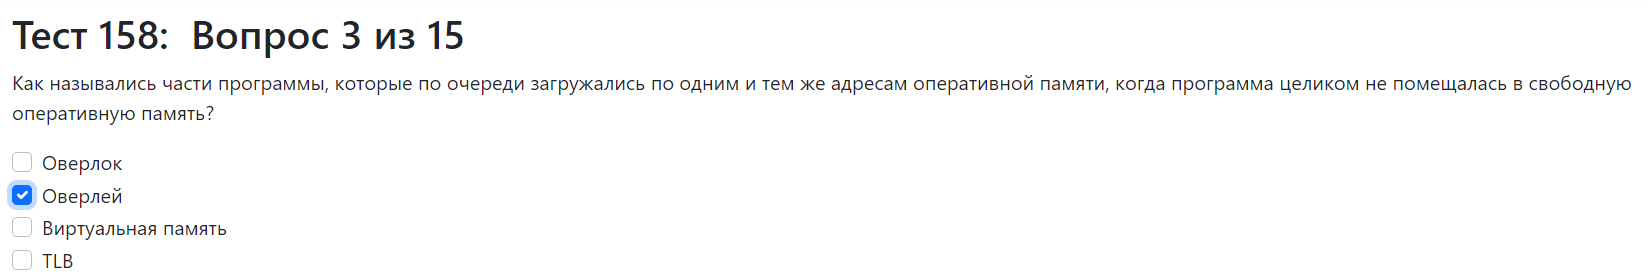 Тест 158: Вопрос 3 из 15
Как назывались части программы, которые по очереди загружались по одним и тем же адресам оперативной памяти, когда программа целиком не помещалась в свободную
оперативную память?
Оверлок
Оверлей
Виртуальная память
TLB